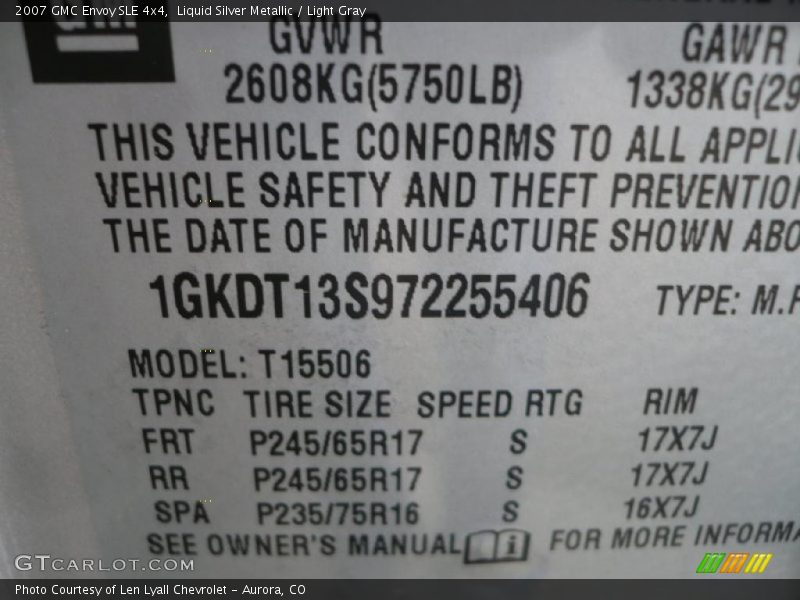 2007 GMC Envoy SLE 4x4,  Liquid Silver Metallic / Light Gray
GM
GVWR GAWR
2608KG(5750LB) 1338KG(29
THIS VEHICLE CONFORMS TO ALL APPLI
VEHICLE SAFETY AND THEFT PREVENTION
THE DATE OF MANUFACTURE SHOWN ABO
1GKDT13S972255406 TYPE: M.P
MODEL: T15506
TPNC TIRE SIZE SPEED RTG RIM
FRT P245/65R17 S 17X7J
RR P245/65R17 S 17X7J
SPA P235/75R16 S 16X7J
SEE OWNER'S MANUAL FOR MORE INFORMA
GTCARLOT.COM
Photo Courtesy of Len Lyall Chevrolet – Aurora, CO